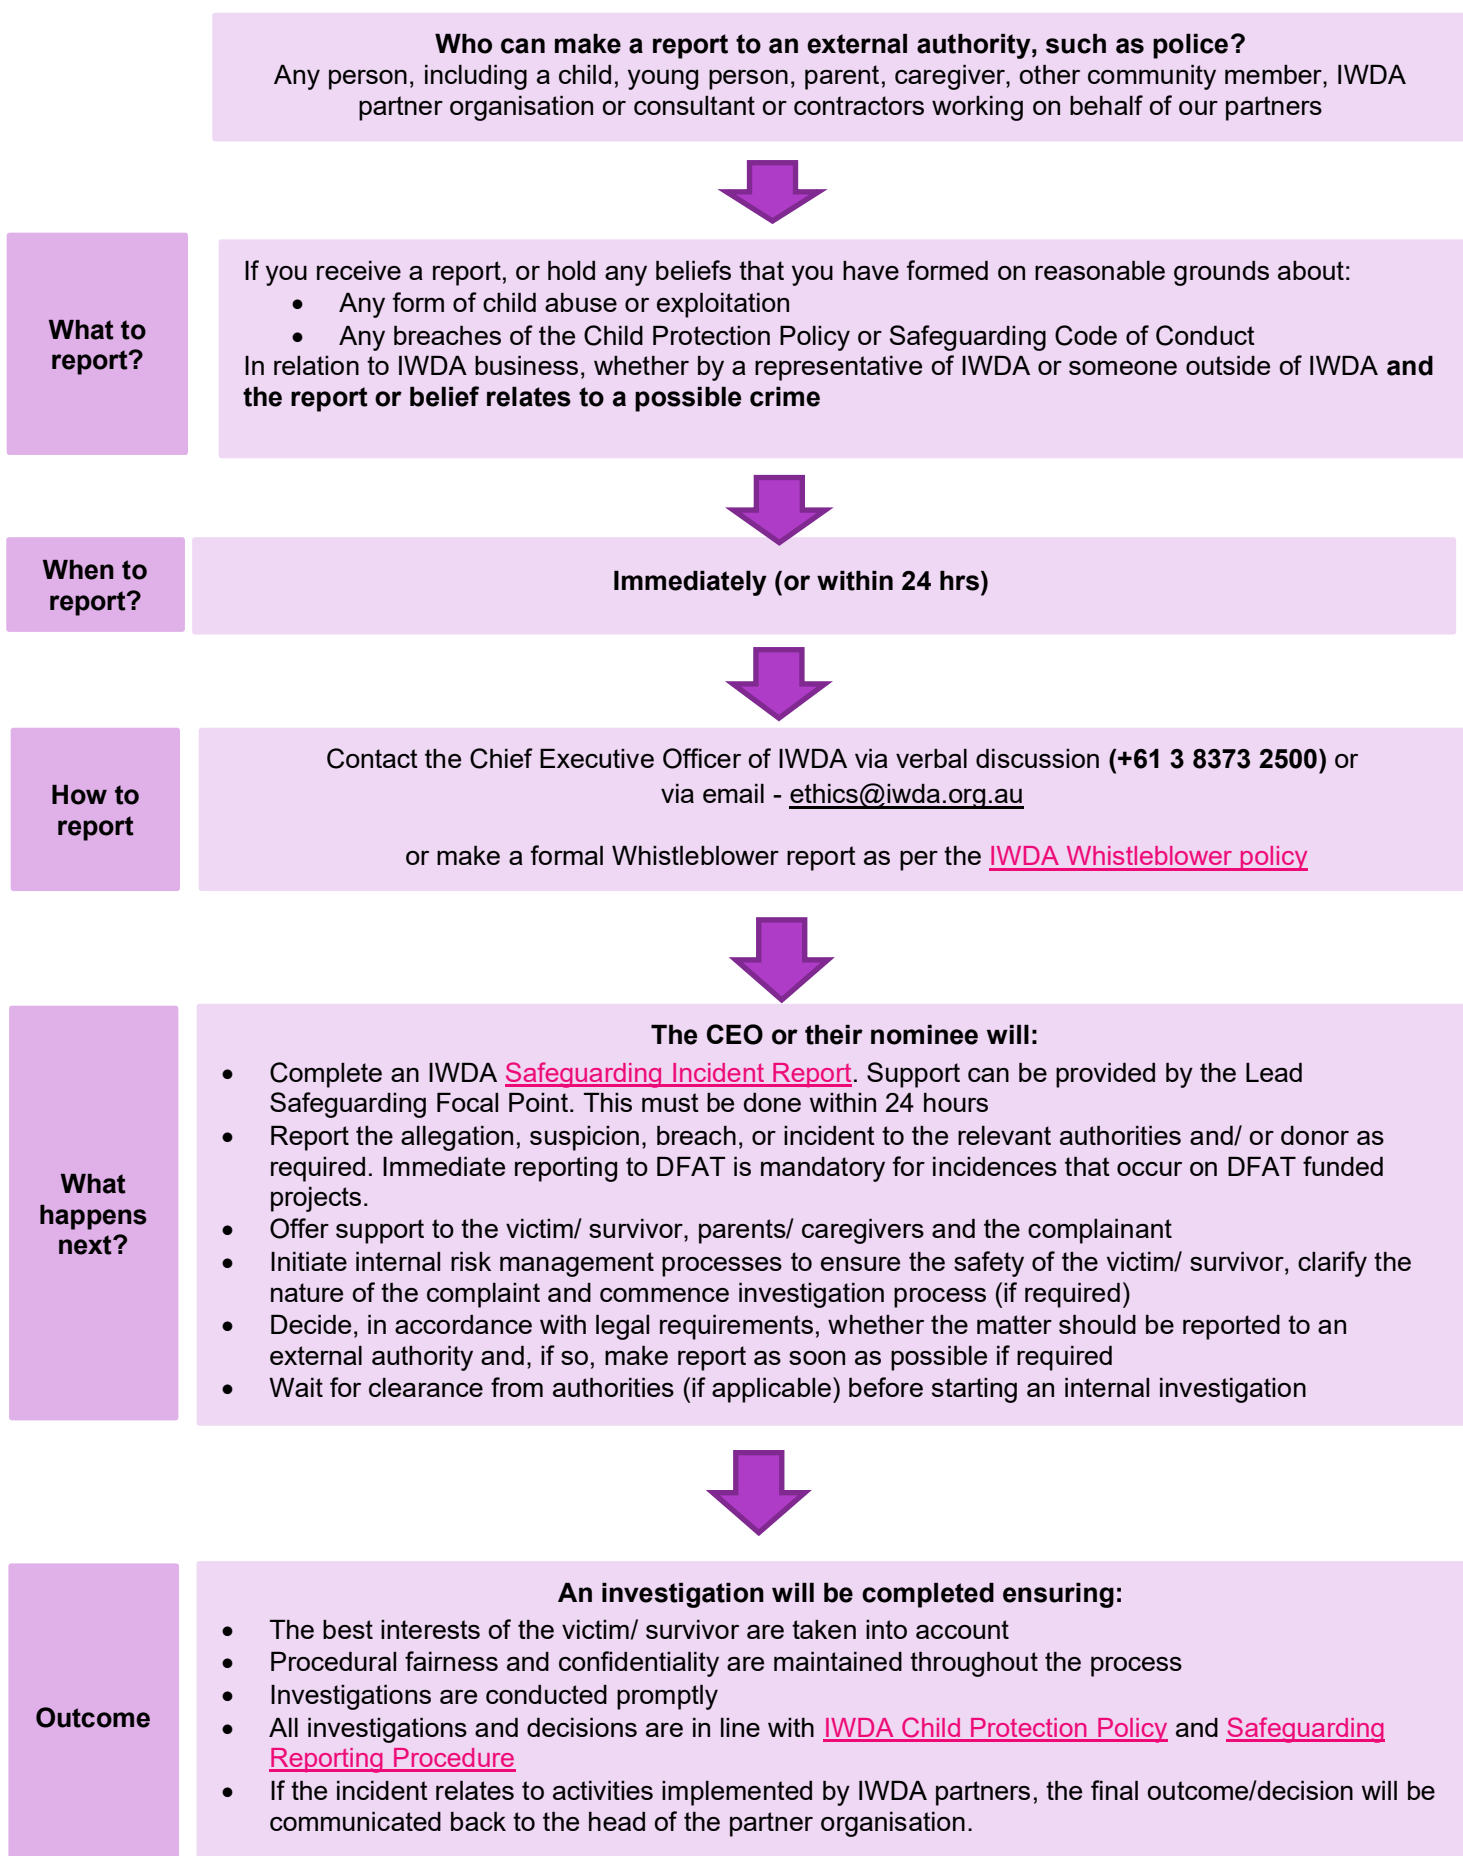 Who can make a report to an external authority, such as police?
Any person, including a child, young person, parent, caregiver, other community member, IWDA
partner organisation or consultant or contractors working on behalf of our partners
What to
report?
If you receive a report, or hold any beliefs that you have formed on reasonable grounds about:
• Any form of child abuse or exploitation
• Any breaches of the Child Protection Policy or Safeguarding Code of Conduct
In relation to IWDA business, whether by a representative of IWDA or someone outside of IWDA and
the report or belief relates to a possible crime
When to
report?
Immediately (or within 24 hrs)
How to
report
Contact the Chief Executive Officer of IWDA via verbal discussion (+61 3 8373 2500) or
via email - ethics@iwda.org.au
or make a formal Whistleblower report as per the IWDA Whistleblower policy
What
happens
next?
The CEO or their nominee will:
• Complete an IWDA Safeguarding Incident Report. Support can be provided by the Lead
Safeguarding Focal Point. This must be done within 24 hours
• Report the allegation, suspicion, breach, or incident to the relevant authorities and/ or donor as
required. Immediate reporting to DFAT is mandatory for incidences that occur on DFAT funded
projects.
• Offer support to the victim/ survivor, parents/ caregivers and the complainant
• Initiate internal risk management processes to ensure the safety of the victim/ survivor, clarify the
nature of the complaint and commence investigation process (if required)
• Decide, in accordance with legal requirements, whether the matter should be reported to an
external authority and, if so, make report as soon as possible if required
• Wait for clearance from authorities (if applicable) before starting an internal investigation
Outcome
An investigation will be completed ensuring:
• The best interests of the victim/ survivor are taken into account
• Procedural fairness and confidentiality are maintained throughout the process
• Investigations are conducted promptly
• All investigations and decisions are in line with IWDA Child Protection Policy and Safeguarding
Reporting Procedure
• If the incident relates to activities implemented by IWDA partners, the final outcome/decision will be
communicated back to the head of the partner organisation.